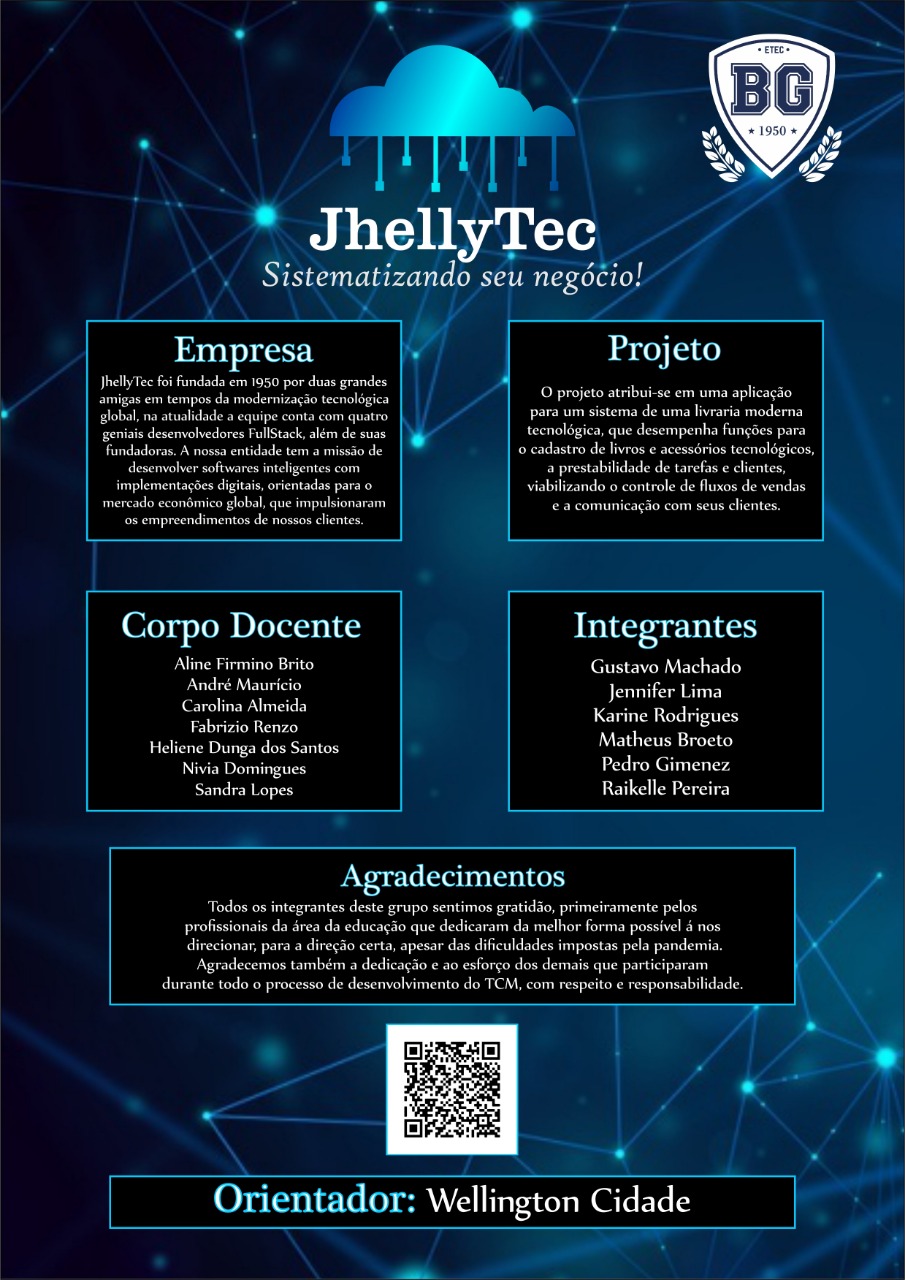 • ETEC •
BG
★ 1950 ★
JhellyTec
Sistematizando seu negócio!
Empresa
JhellyTec foi fundada em 1950 por duas grandes
amigas em tempos da modernização tecnológica
global, na atualidade a equipe conta com quatro
geniais desenvolvedores FullStack, além de suas
fundadoras. A nossa entidade tem a missão de
desenvolver softwares inteligentes com
implementações digitais, orientadas para o
mercado econômico global, que impulsionaram
os empreendimentos de nossos clientes.
Projeto
O projeto atribui-se em uma aplicação
para um sistema de uma livraria moderna
tecnológica, que desempenha funções para
o cadastro de livros e acessórios tecnológicos,
a prestabilidade de tarefas e clientes,
viabilizando o controle de fluxos de vendas
e a comunicação com seus clientes.
Corpo Docente
Aline Firmino Brito
André Maurício
Carolina Almeida
Fabrizio Renzo
Heliene Dunga dos Santos
Nivia Domingues
Sandra Lopes
Integrantes
Gustavo Machado
Jennifer Lima
Karine Rodrigues
Matheus Broeto
Pedro Gimenez
Raikelle Pereira
Agradecimentos
Todos os integrantes deste grupo sentimos gratidão, primeiramente pelos
profissionais da área da educação que dedicaram da melhor forma possível á nos
direcionar, para a direção certa, apesar das dificuldades impostas pela pandemia.
Agradecemos também a dedicação e ao esforço dos demais que participaram
durante todo o processo de desenvolvimento do TCM, com respeito e responsabilidade.
Orientador: Wellington Cidade